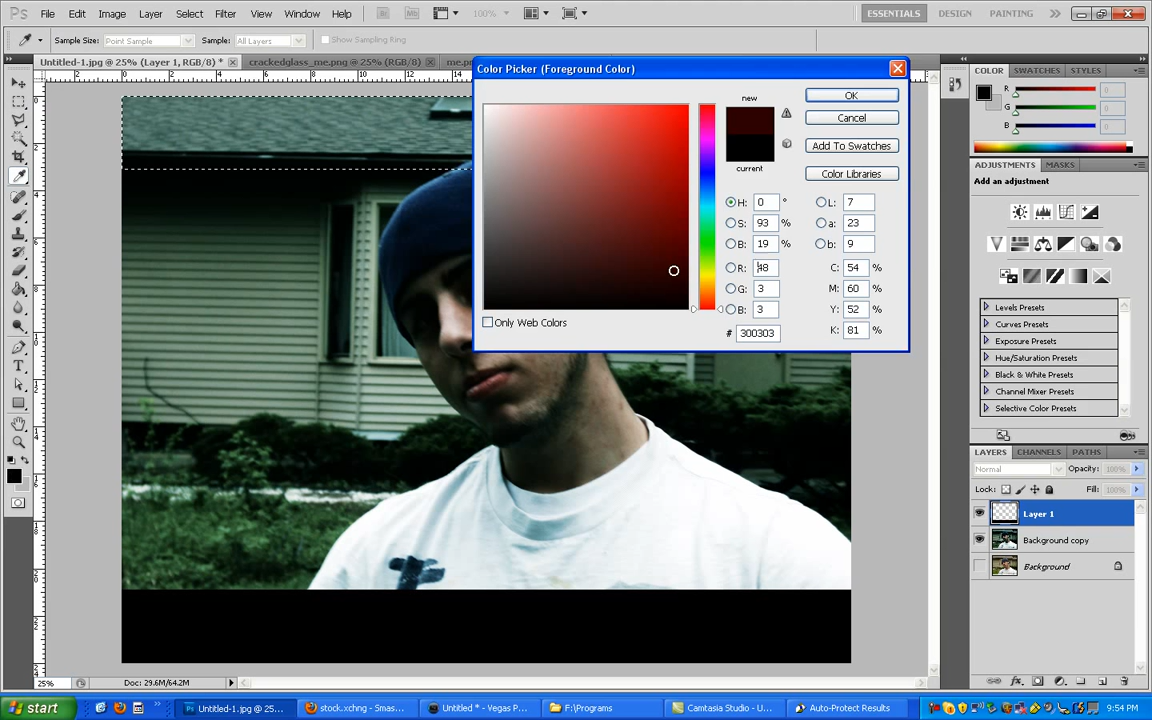 Ps File Edit Image Layer Select Filter View Window Help 100% ESSENTIALS DESIGN PAINTING
Sample Size: Point Sample Sample: All Layers Show Sampling Ring
Untitled-1.jpg @ 25% (Layer 1, RGB/8) * crackedglass_me.png @ 25% (RGB/8) me.pn
Color Picker (Foreground Color)
new
current
OK
Cancel
Add To Swatches
Color Libraries
H: 0 °
S: 93 %
B: 19 %
R: 48
G: 3
B: 3
# 300303
L: 7
a: 23
b: 9
C: 54 %
M: 60 %
Y: 52 %
K: 81 %
Only Web Colors
COLOR SWATCHES STYLES
R 0
G 0
B 0
ADJUSTMENTS MASKS
Add an adjustment
Levels Presets
Curves Presets
Exposure Presets
Hue/Saturation Presets
Black & White Presets
Channel Mixer Presets
Selective Color Presets
LAYERS CHANNELS PATHS
Normal Opacity: 100%
Lock: Fill: 100%
Layer 1
Background copy
Background
25% Doc: 29.6M/64.2M
start Untitled-1.jpg @ 25%... stock.xchng - Smas... Untitled * - Vegas P... F:\Programs Camtasia Studio - U... Auto-Protect Results 9:54 PM